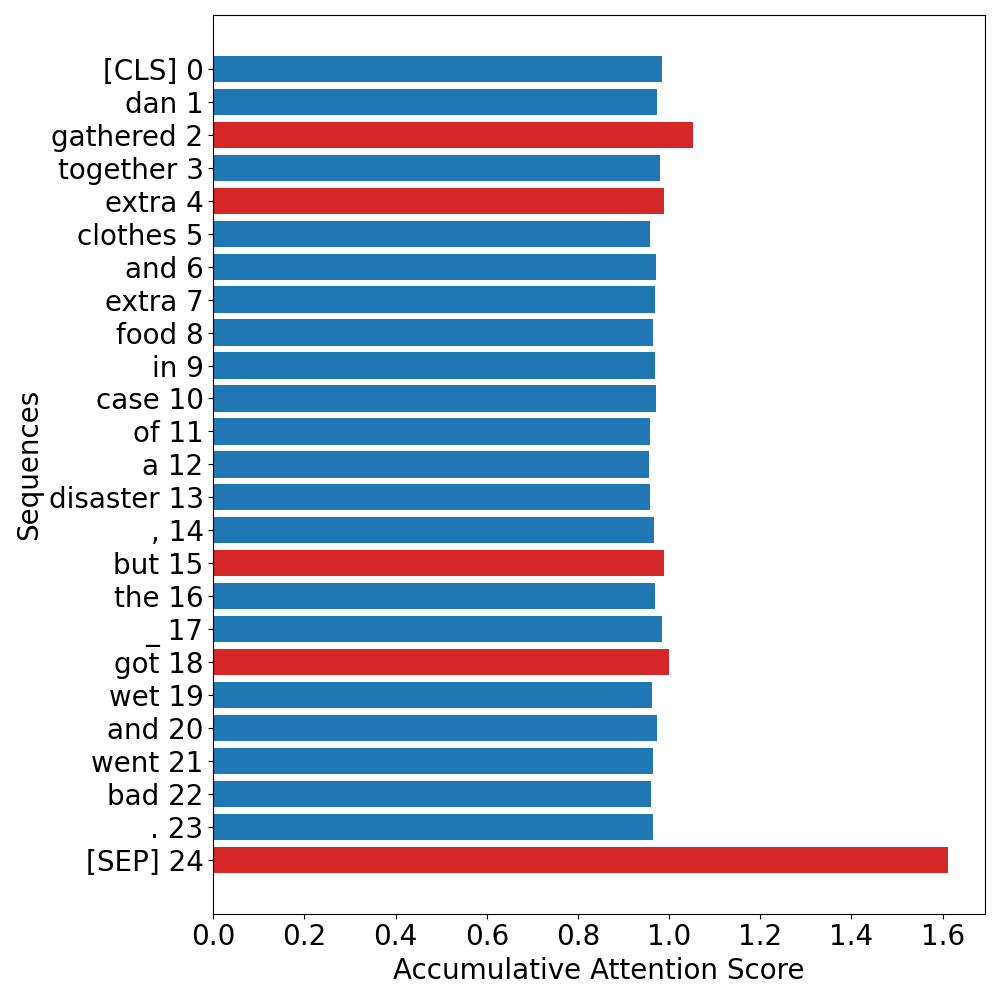 [CLS] 0
dan 1
gathered 2
together 3
extra 4
clothes 5
and 6
extra 7
food 8
in 9
case 10
of 11
a 12
disaster 13
, 14
but 15
the 16
_ 17
got 18
wet 19
and 20
went 21
bad 22
. 23
[SEP] 24
Sequences
0.0 0.2 0.4 0.6 0.8 1.0 1.2 1.4 1.6
Accumulative Attention Score